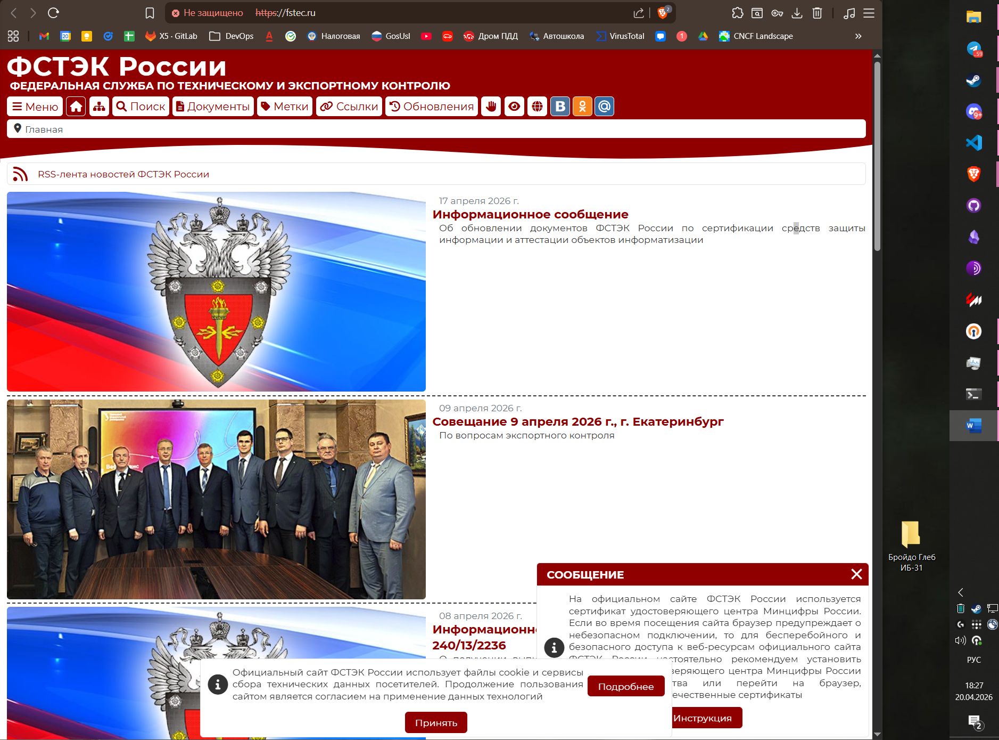 Не защищено https://fstec.ru
2
20 X5 · GitLab DevOps Налоговая GosUsl Дром ПДД Автошкола VirusTotal 1 CNCF Landscape »
ФСТЭК России
ФЕДЕРАЛЬНАЯ СЛУЖБА ПО ТЕХНИЧЕСКОМУ И ЭКСПОРТНОМУ КОНТРОЛЮ
Меню Поиск Документы Метки Ссылки Обновления
Главная
RSS-лента новостей ФСТЭК России
17 апреля 2026 г.
Информационное сообщение
Об обновлении документов ФСТЭК России по сертификации средств защиты
информации и аттестации объектов информатизации
09 апреля 2026 г.
Совещание 9 апреля 2026 г., г. Екатеринбург
По вопросам экспортного контроля
08 апреля 2026 г.
240/13/2236
СООБЩЕНИЕ
На официальном сайте ФСТЭК России используется
сертификат удостоверяющего центра Минцифры России.
Если во время посещения сайта браузер предупреждает о
небезопасном подключении, то для бесперебойного и
безопасного доступа к веб-ресурсам официального сайта
ФСТЭК России настоятельно рекомендуем установить
веряющего центра Минцифры России
тва или перейти на браузер,
ечественные сертификаты
Инструкция
Официальный сайт ФСТЭК России использует файлы cookie и сервисы
сбора технических данных посетителей. Продолжение пользования
сайтом является согласием на применение данных технологий
Подробнее
Принять
Бройдо Глеб
ИБ-31
..59
9+
РУС
18:27
20.04.2026
2